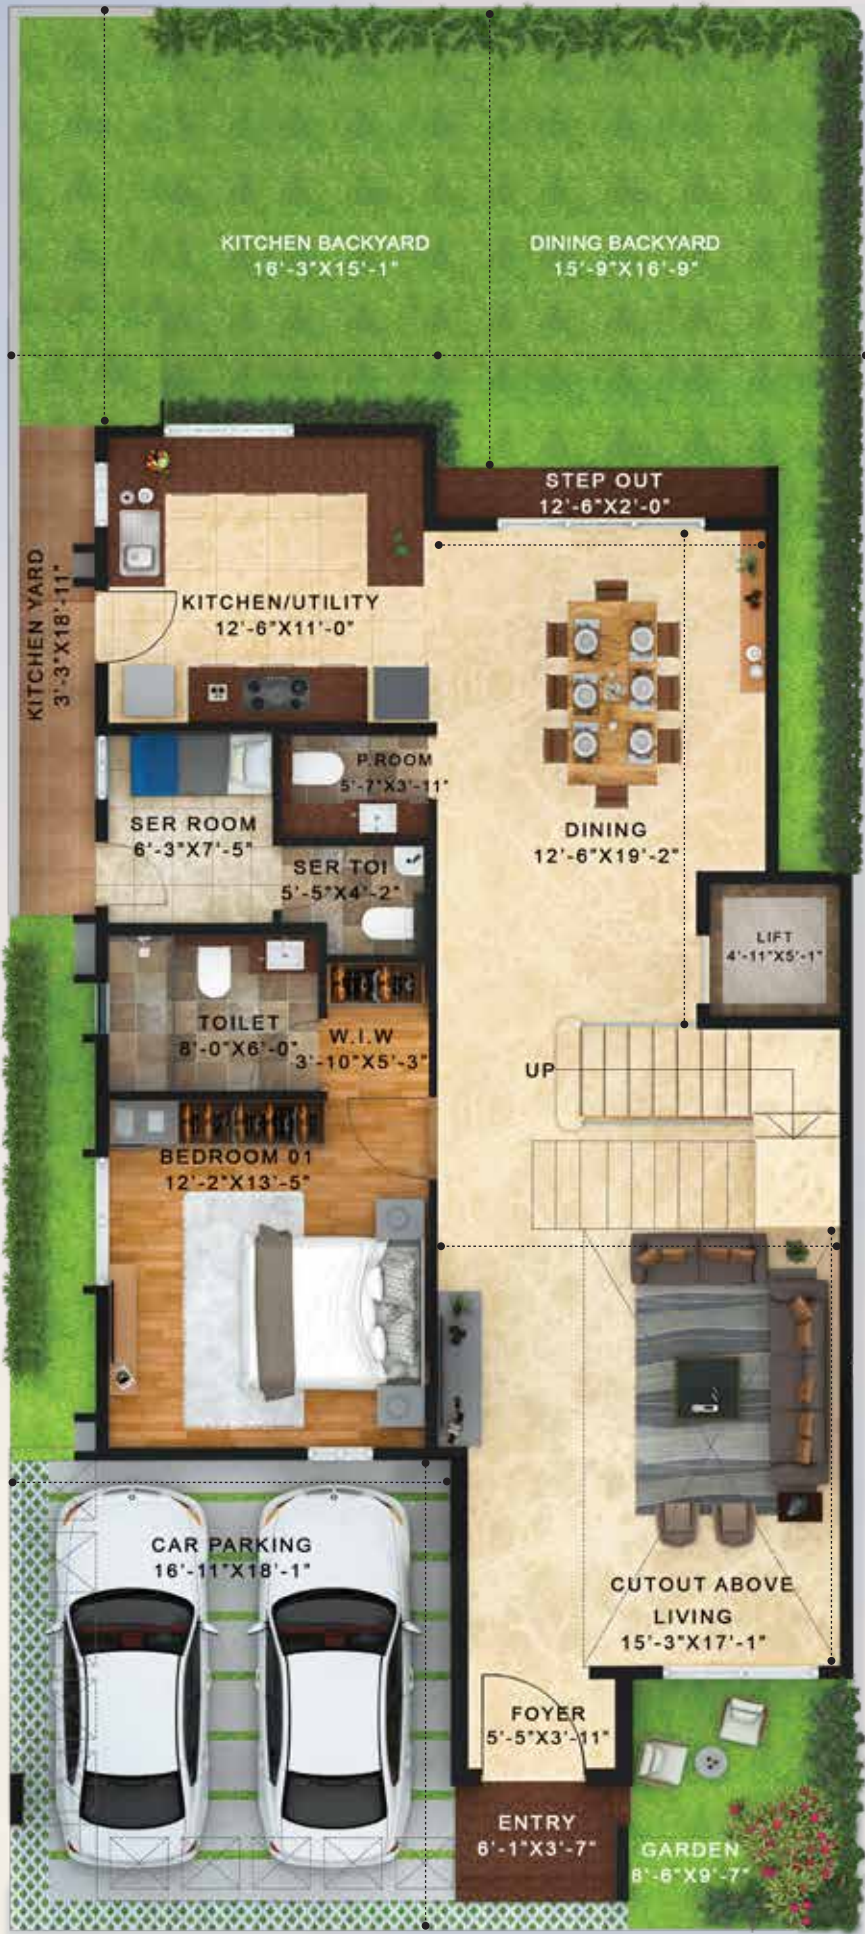 KITCHEN BACKYARD
16'-3"X15'-1"
DINING BACKYARD
15'-9"X16'-9"
STEP OUT
12'-6"X2'-0"
KITCHEN YARD
3'-3"X18'-11"
KITCHEN/UTILITY
12'-6"X11'-0"
P.ROOM
5'-7"X3'-11"
SER ROOM
6'-3"X7'-5"
DINING
12'-6"X19'-2"
SER TOI
5'-5"X4'-2"
LIFT
4'-11"X5'-1"
TOILET
8'-0"X6'-0"
W.I.W
3'-10"X5'-3"
UP
BEDROOM 01
12'-2"X13'-5"
CAR PARKING
16'-11"X18'-1"
CUTOUT ABOVE
LIVING
15'-3"X17'-1"
FOYER
5'-5"X3'-11"
ENTRY
6'-1"X3'-7"
GARDEN
8'-6"X9'-7"